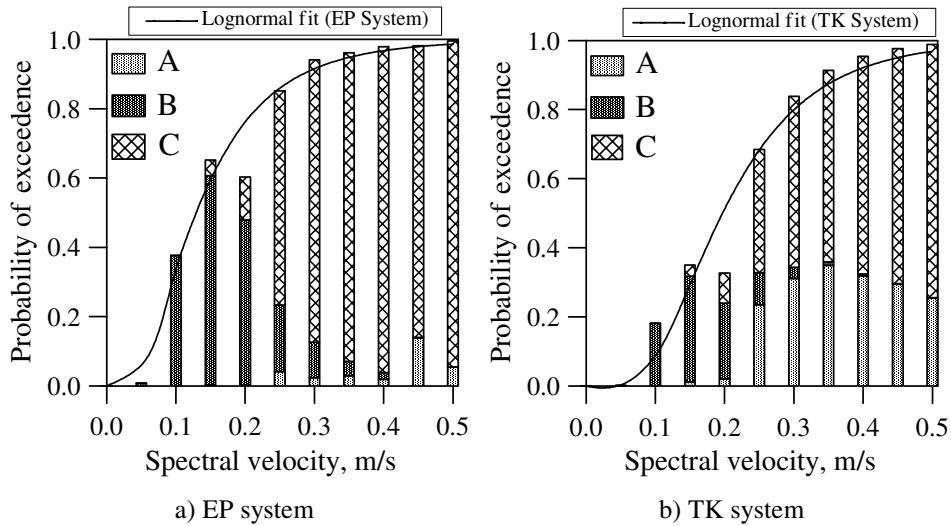 Lognormal fit (EP System)
1.0
0.8
0.6
0.4
0.2
0.0
Probability of exceedence
A
B
C
0.0 0.1 0.2 0.3 0.4 0.5
Spectral velocity, m/s
a) EP system
Lognormal fit (TK System)
1.0
0.8
0.6
0.4
0.2
0.0
Probability of exceedence
A
B
C
0.0 0.1 0.2 0.3 0.4 0.5
Spectral velocity, m/s
b) TK system